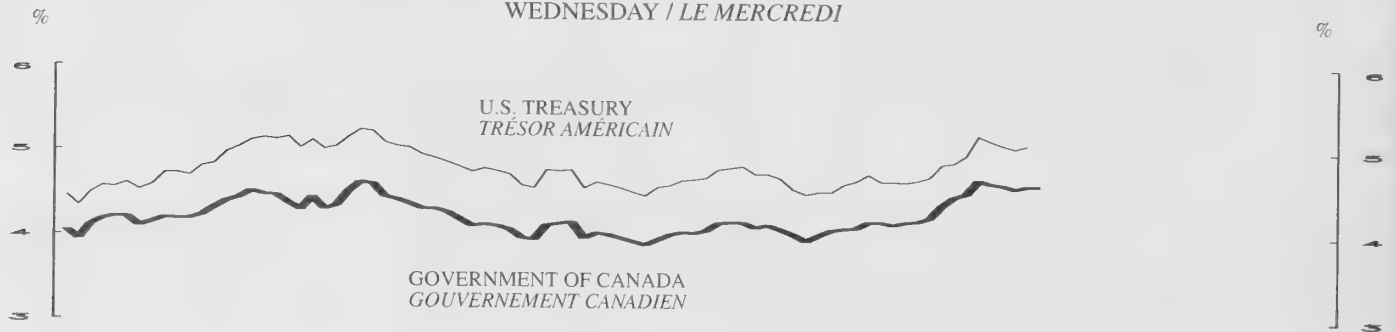 WEDNESDAY / LE MERCREDI
%
%
6
6
U.S. TREASURY
TRÉSOR AMÉRICAIN
5
5
4
4
GOVERNMENT OF CANADA
GOUVERNEMENT CANADIEN
3
3